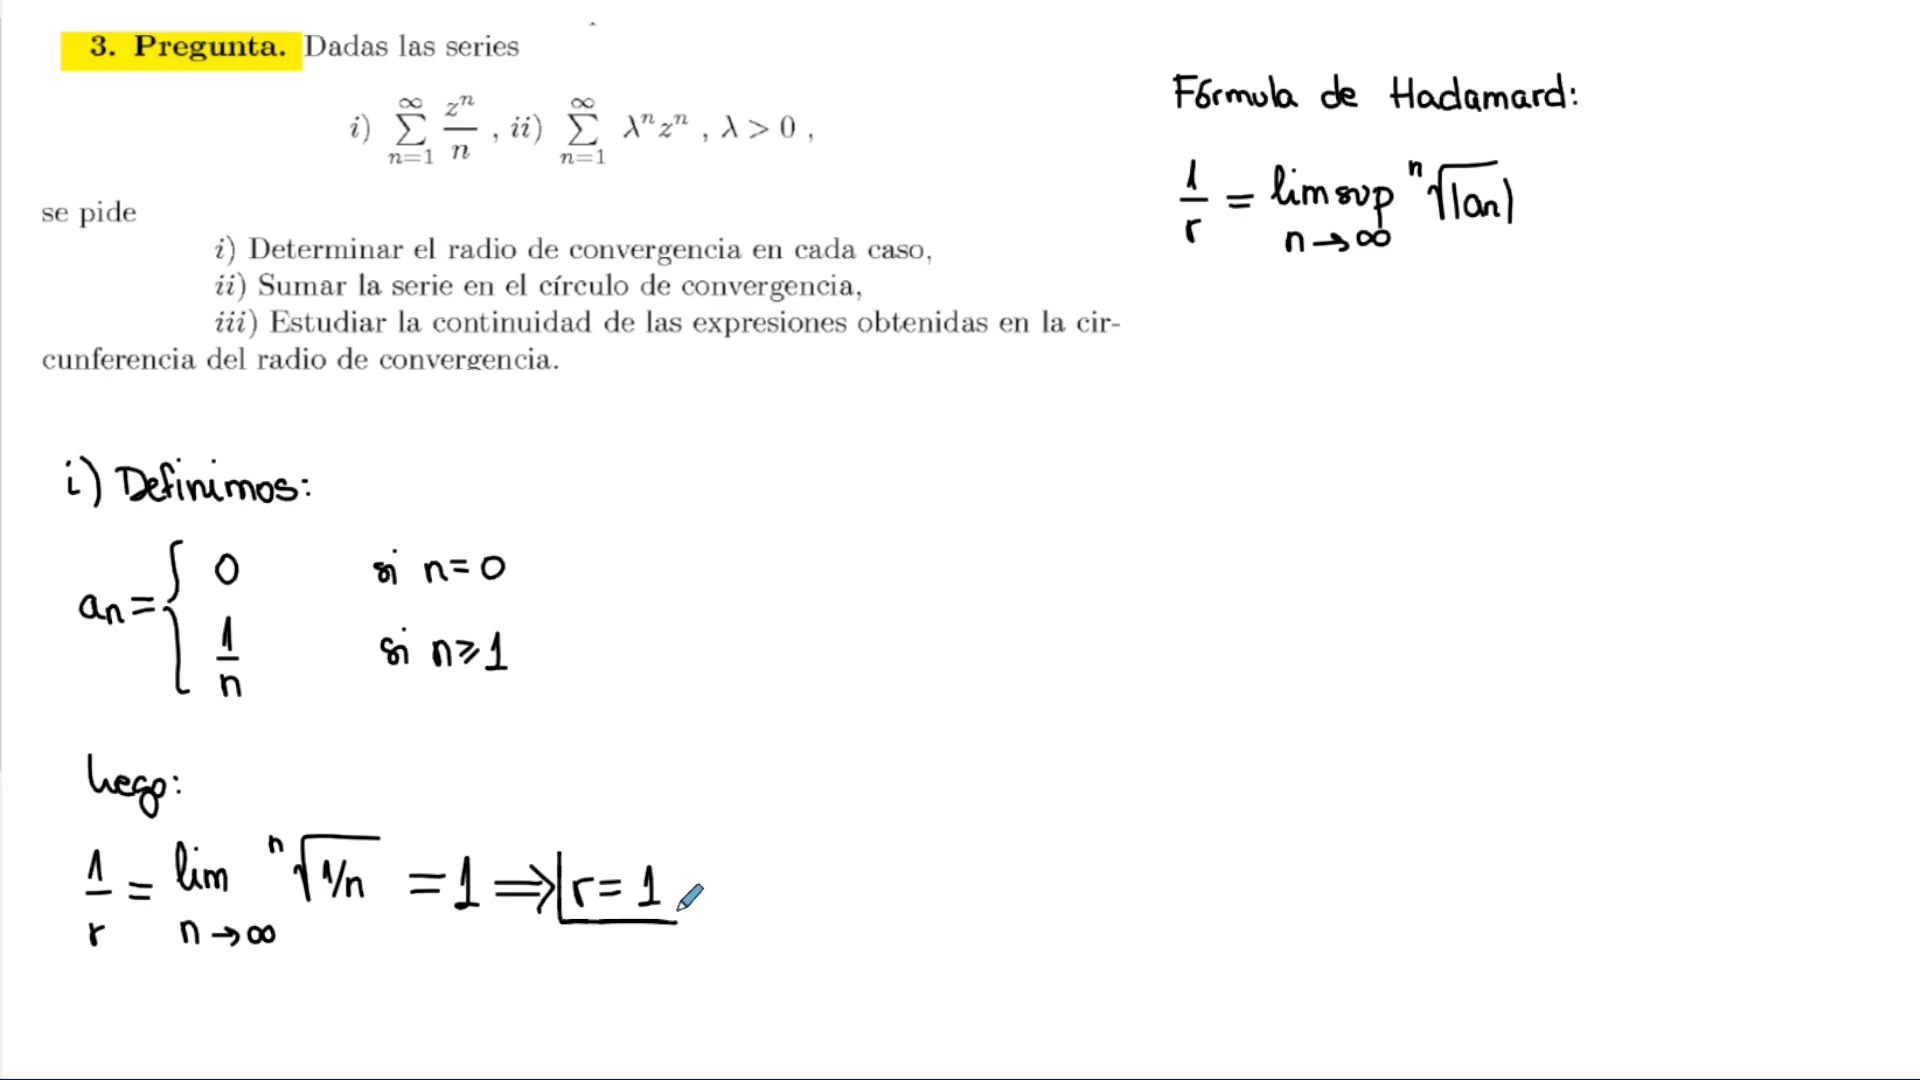 3. Pregunta. Dadas las series
i) ∑_{n=1}^{∞} z^n/n , ii) ∑_{n=1}^{∞} λ^n z^n , λ > 0 ,
se pide
i) Determinar el radio de convergencia en cada caso,
ii) Sumar la serie en el círculo de convergencia,
iii) Estudiar la continuidad de las expresiones obtenidas en la cir-
cunferencia del radio de convergencia.
Fórmula de Hadamard:
1/r = lim sup_{n→∞} ⁿ√|an|
i) Definimos:
an = { 0 si n=0
1/n si n⩾1
luego:
1/r = lim_{n→∞} ⁿ√(1/n) = 1 ⟹ r = 1